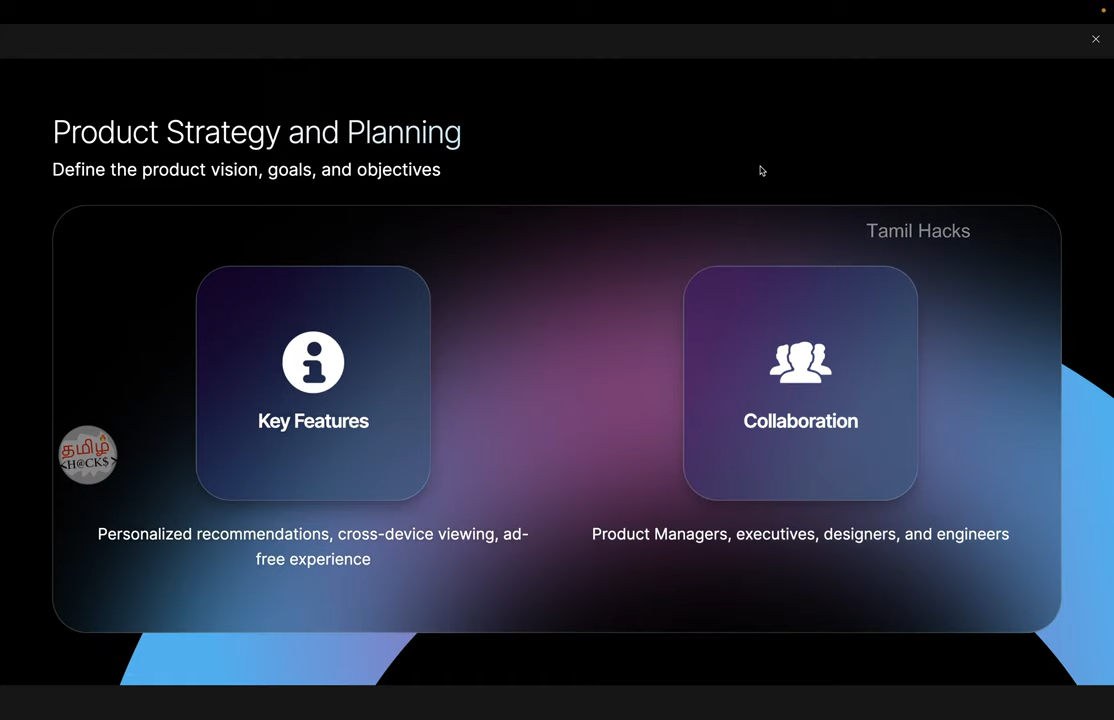 Product Strategy and Planning
Define the product vision, goals, and objectives
Tamil Hacks
Key Features
Collaboration
தமிழ்
<H@CK$>
Personalized recommendations, cross-device viewing, ad-
free experience
Product Managers, executives, designers, and engineers